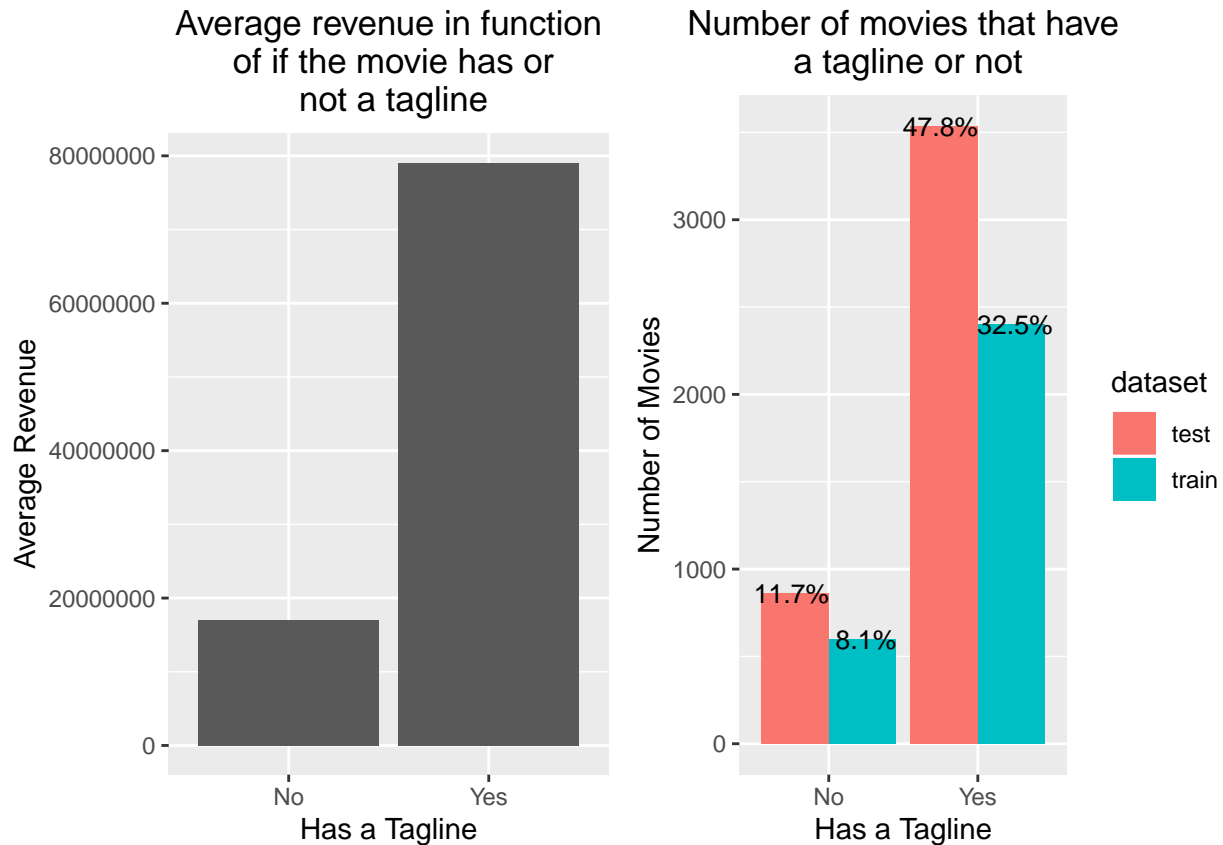 Average revenue in function
of if the movie has or
not a tagline
80000000
60000000
40000000
20000000
0
Average Revenue
No
Yes
Has a Tagline
Number of movies that have
a tagline or not
3000
2000
1000
0
Number of Movies
47.8%
32.5%
11.7%
8.1%
No
Yes
Has a Tagline
dataset
test
train